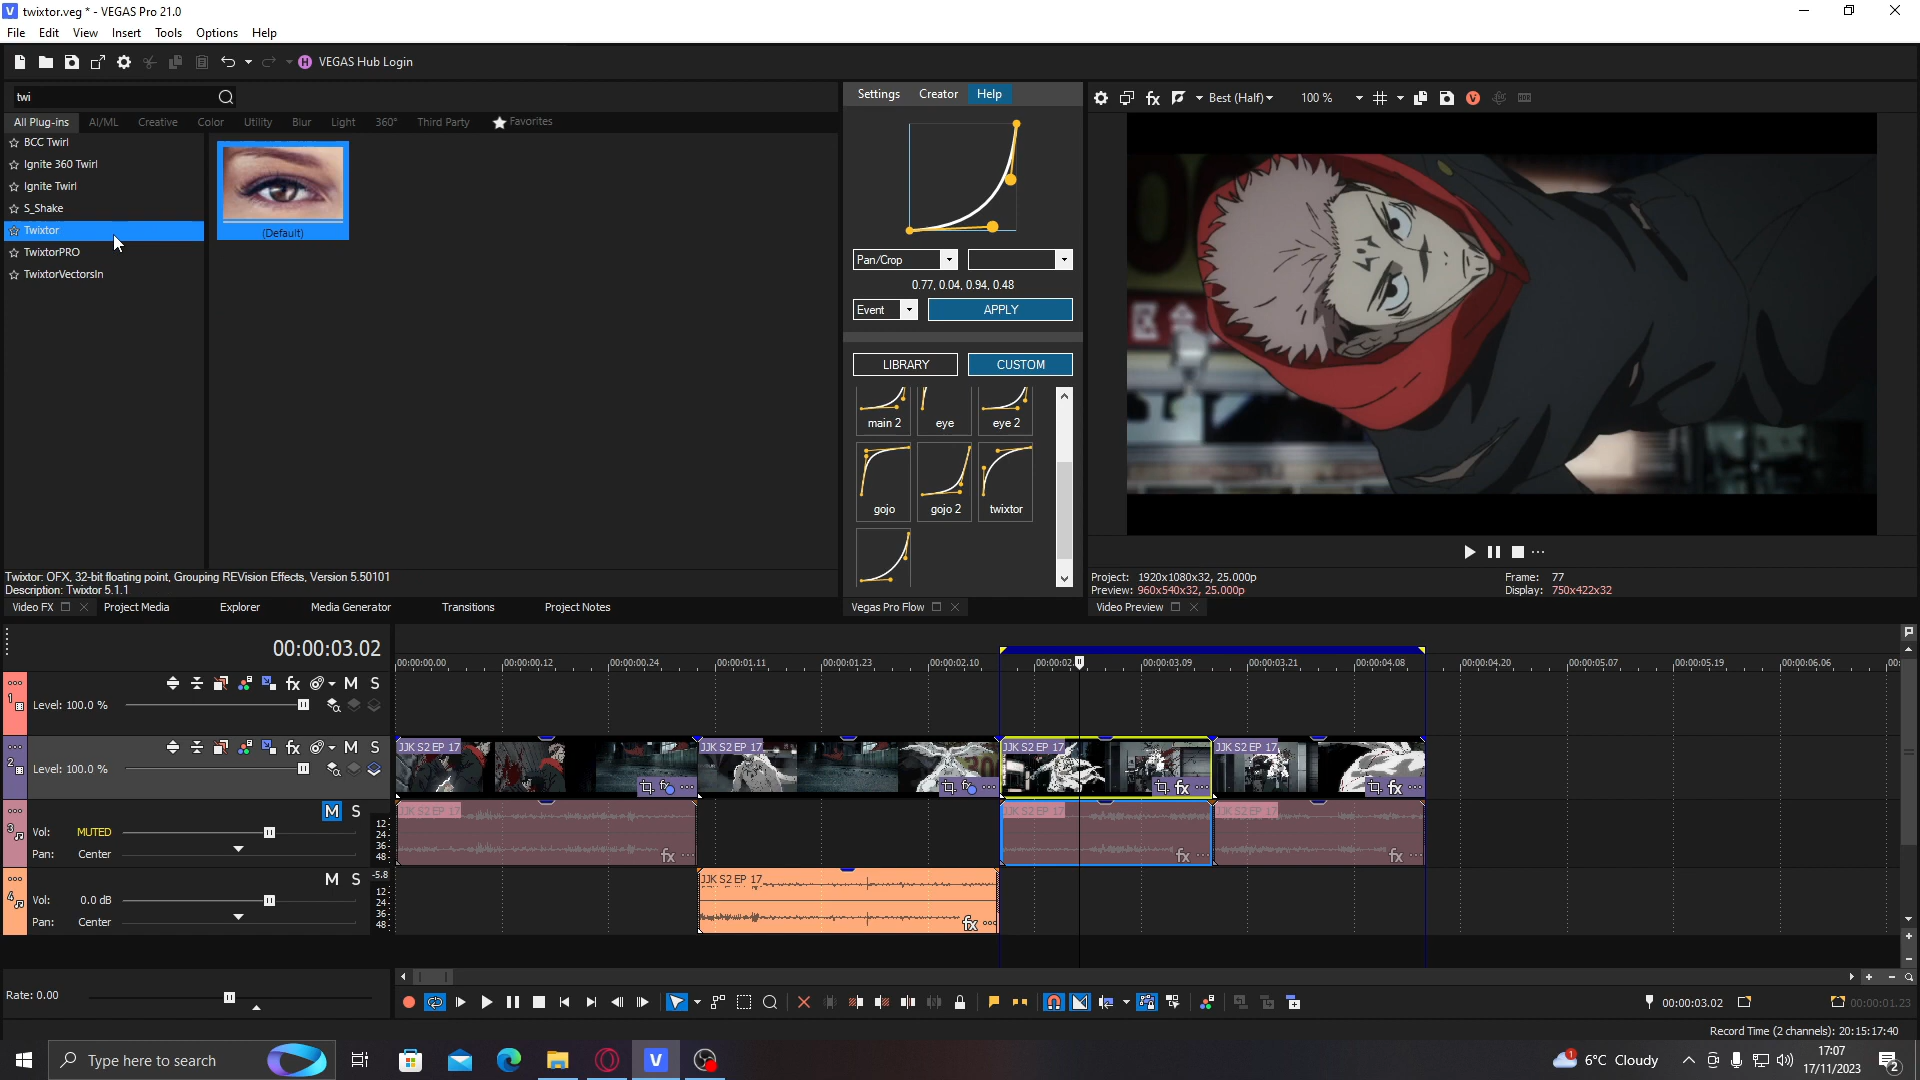 twixtor.veg * - VEGAS Pro 21.0
File Edit View Insert Tools Options Help
VEGAS Hub Login
twi
All Plug-ins AI/ML Creative Color Utility Blur Light 360° Third Party Favorites
BCC Twirl
Ignite 360 Twirl
Ignite Twirl
S_Shake
Twixtor
TwixtorPRO
TwixtorVectorsIn
(Default)
Twixtor: OFX, 32-bit floating point, Grouping REVision Effects, Version 5.50101
Description: Twixtor 5.1.1
Video FX Project Media Explorer Media Generator Transitions Project Notes
Settings Creator Help
Pan/Crop
0.77, 0.04, 0.94, 0.48
Event APPLY
LIBRARY CUSTOM
main 2 eye eye 2
gojo gojo 2 twixtor
Vegas Pro Flow
Best (Half) 100 %
Project: 1920x1080x32, 25.000p Frame: 77
Preview: 960x540x32, 25.000p Display: 750x422x32
Video Preview
00:00:03.02
00:00:00.00 00:00:00.12 00:00:00.24 00:00:01.11 00:00:01.23 00:00:02.10 00:00:02. 00:00:03.09 00:00:03.21 00:00:04.08 00:00:04.20 00:00:05.07 00:00:05.19 00:00:06.06 00:
1 Level: 100.0 % M S
2 Level: 100.0 % M S
JJK S2 EP 17 JJK S2 EP 17 JJK S2 EP 17 JJK S2 EP 17
3 M S
Vol: MUTED
Pan: Center
12-
24-
36-
48-
JJK S2 EP 17 JJK S2 EP 17 JJK S2 EP 17
4 M S
Vol: 0.0 dB
Pan: Center
-5.8
12-
24-
36-
48-
JJK S2 EP 17
Rate: 0.00
00:00:03.02 00:00:01.23
Record Time (2 channels): 20:15:17:40
Type here to search
1 6°C Cloudy
17:07
17/11/2023
2